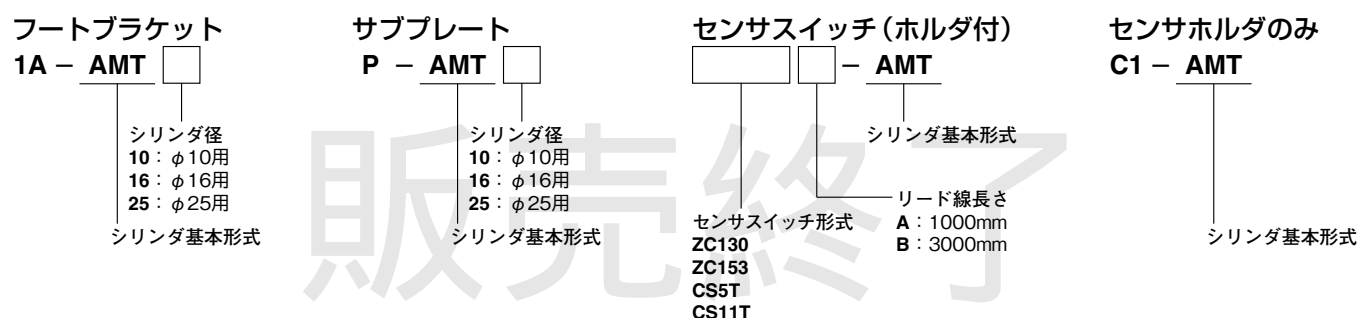 フートブラケット
1A － AMT
シリンダ径
10：φ10用
16：φ16用
25：φ25用
シリンダ基本形式
サブプレート
P － AMT
シリンダ径
10：φ10用
16：φ16用
25：φ25用
シリンダ基本形式
センサスイッチ（ホルダ付）
－ AMT
シリンダ基本形式
リード線長さ
A：1000mm
B：3000mm
センサスイッチ形式
ZC130
ZC153
CS5T
CS11T
センサホルダのみ
C1－ AMT
シリンダ基本形式
販売終了